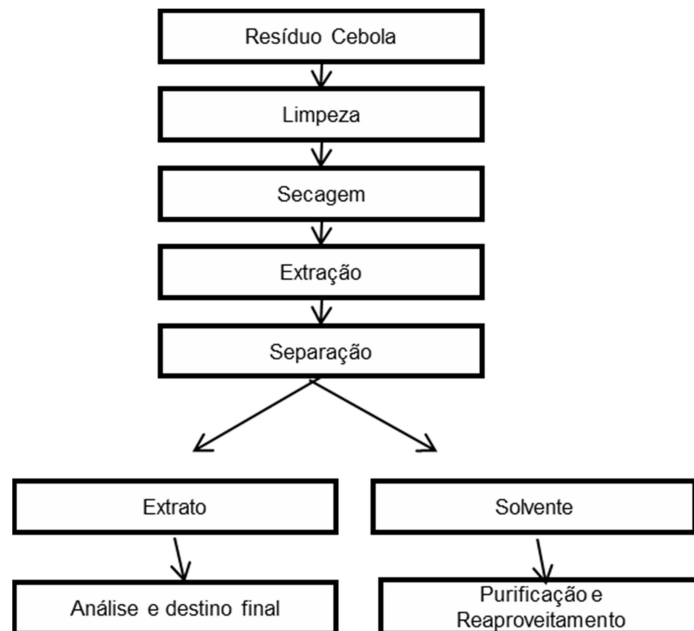 Resíduo Cebola
Limpeza
Secagem
Extração
Separação
Extrato
Solvente
Análise e destino final
Purificação e
Reaproveitamento